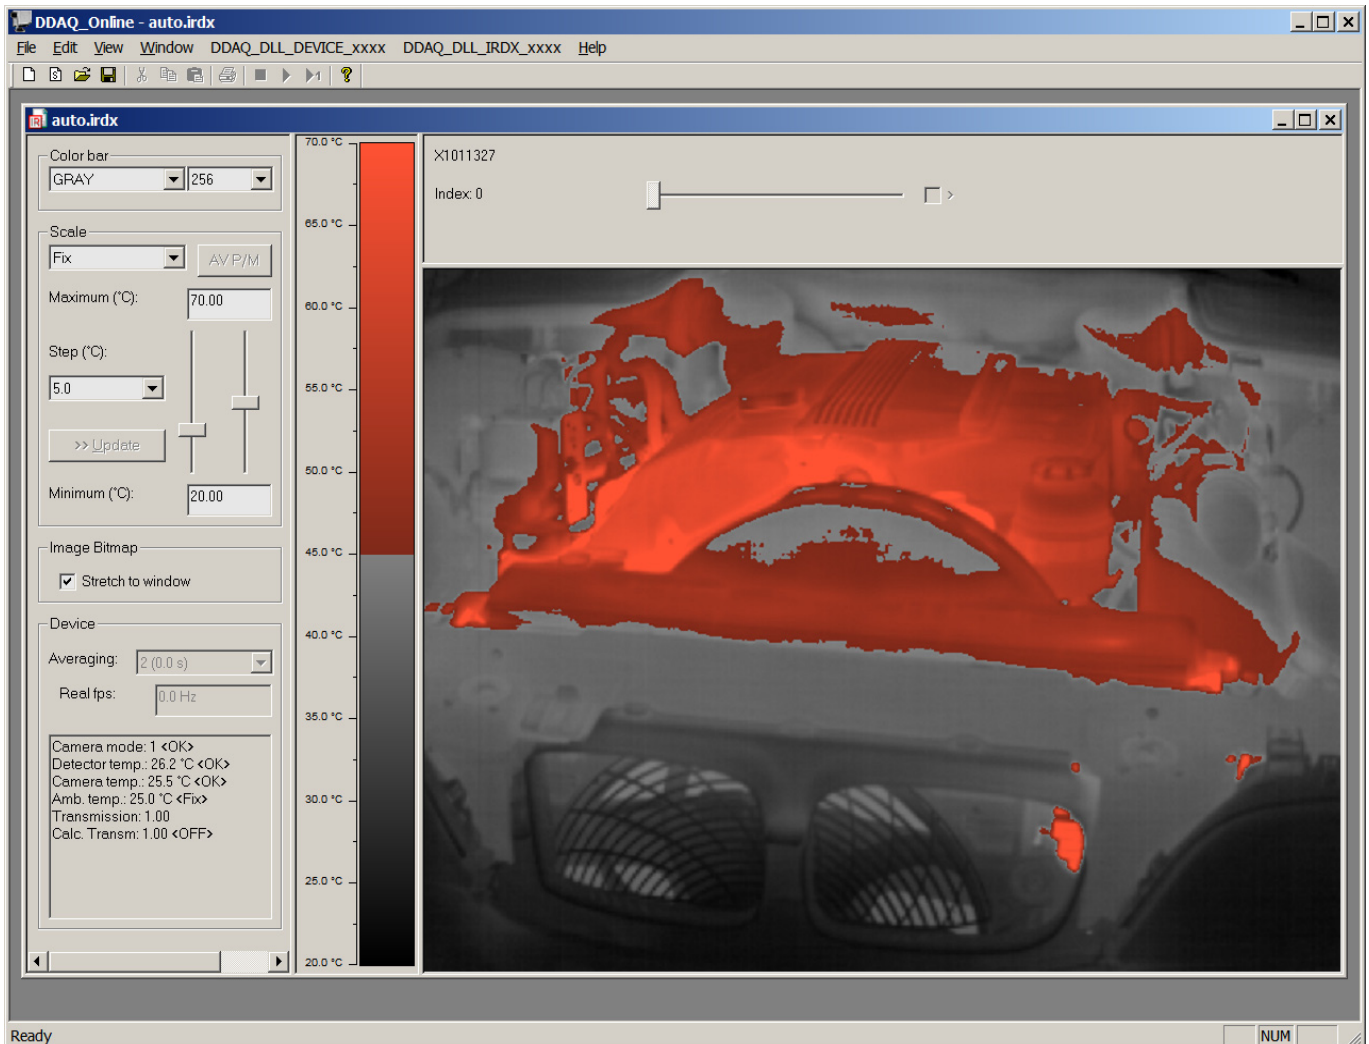 DDAQ_Online - auto.irdx
File Edit View Window DDAQ_DLL_DEVICE_xxxx DDAQ_DLL_IRDX_xxxx Help
auto.irdx
Color bar
GRAY 256
Scale
Fix AV P/M
Maximum (°C): 70.00
Step (°C):
5.0
>> Update
Minimum (°C): 20.00
Image Bitmap
Stretch to window
Device
Averaging: 2 (0.0 s)
Real fps: 0.0 Hz
Camera mode: 1 <OK>
Detector temp.: 26.2 °C <OK>
Camera temp.: 25.5 °C <OK>
Amb. temp.: 25.0 °C <Fix>
Transmission: 1.00
Calc. Transm: 1.00 <OFF>
70.0 °C
65.0 °C
60.0 °C
55.0 °C
50.0 °C
45.0 °C
40.0 °C
35.0 °C
30.0 °C
25.0 °C
20.0 °C
X1011327
Index: 0 >
Ready NUM